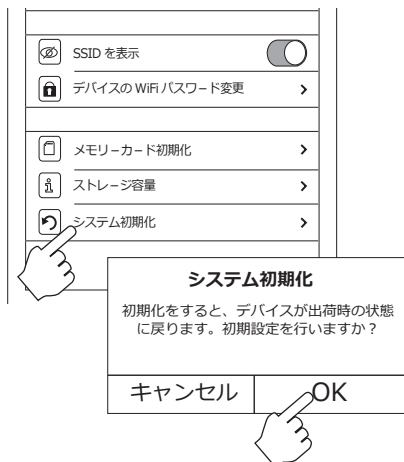 SSID を表示
デバイスの WiFi パスワード変更
メモリーカード初期化
ストレージ容量
システム初期化
システム初期化
初期化をすると、デバイスが出荷時の状態
に戻ります。初期設定を行いますか？
キャンセル
OK